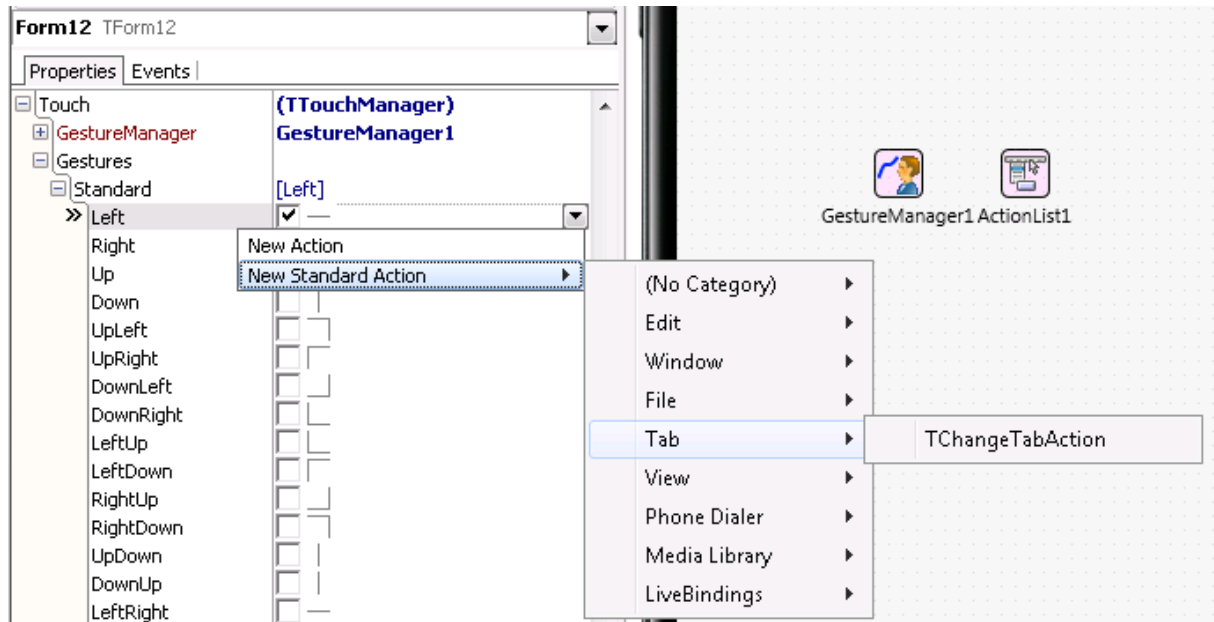 Form12 TForm12
Properties Events
Touch (TTouchManager)
GestureManager GestureManager1
Gestures
Standard [Left]
Left
Right
Up
Down
UpLeft
UpRight
DownLeft
DownRight
LeftUp
LeftDown
RightUp
RightDown
UpDown
DownUp
LeftRight
New Action
New Standard Action
(No Category)
Edit
Window
File
Tab
View
Phone Dialer
Media Library
LiveBindings
TChangeTabAction
GestureManager1 ActionList1